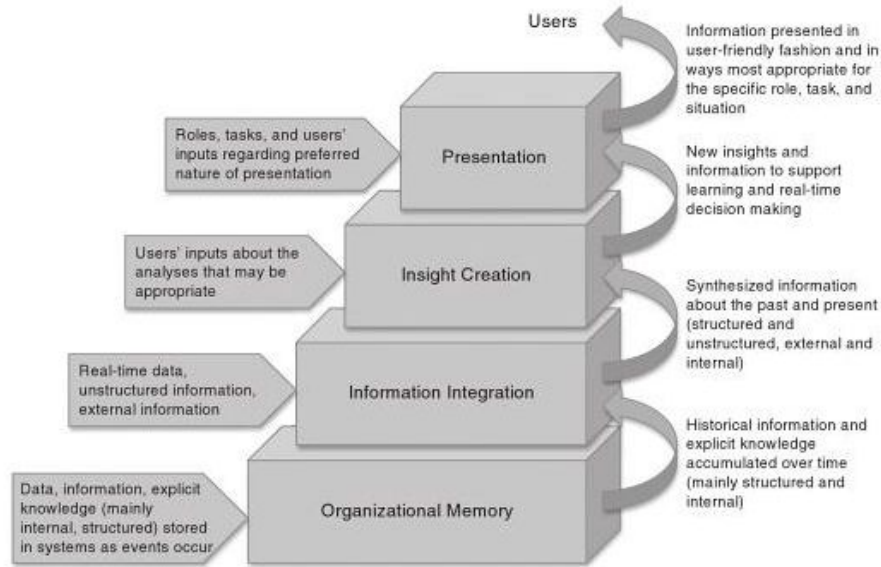 Users
Information presented in
user-friendly fashion and in
ways most appropriate for
the specific role, task, and
situation
Roles, tasks, and users'
inputs regarding preferred
nature of presentation
Presentation
New insights and
information to support
learning and real-time
decision making
Users' inputs about the
analyses that may be
appropriate
Insight Creation
Synthesized information
about the past and present
(structured and
unstructured, external and
internal)
Real-time data,
unstructured information,
external information
Information Integration
Historical information and
explicit knowledge
accumulated over time
(mainly structured and
internal)
Data, information, explicit
knowledge (mainly
internal, structured) stored
in systems as events occur
Organizational Memory